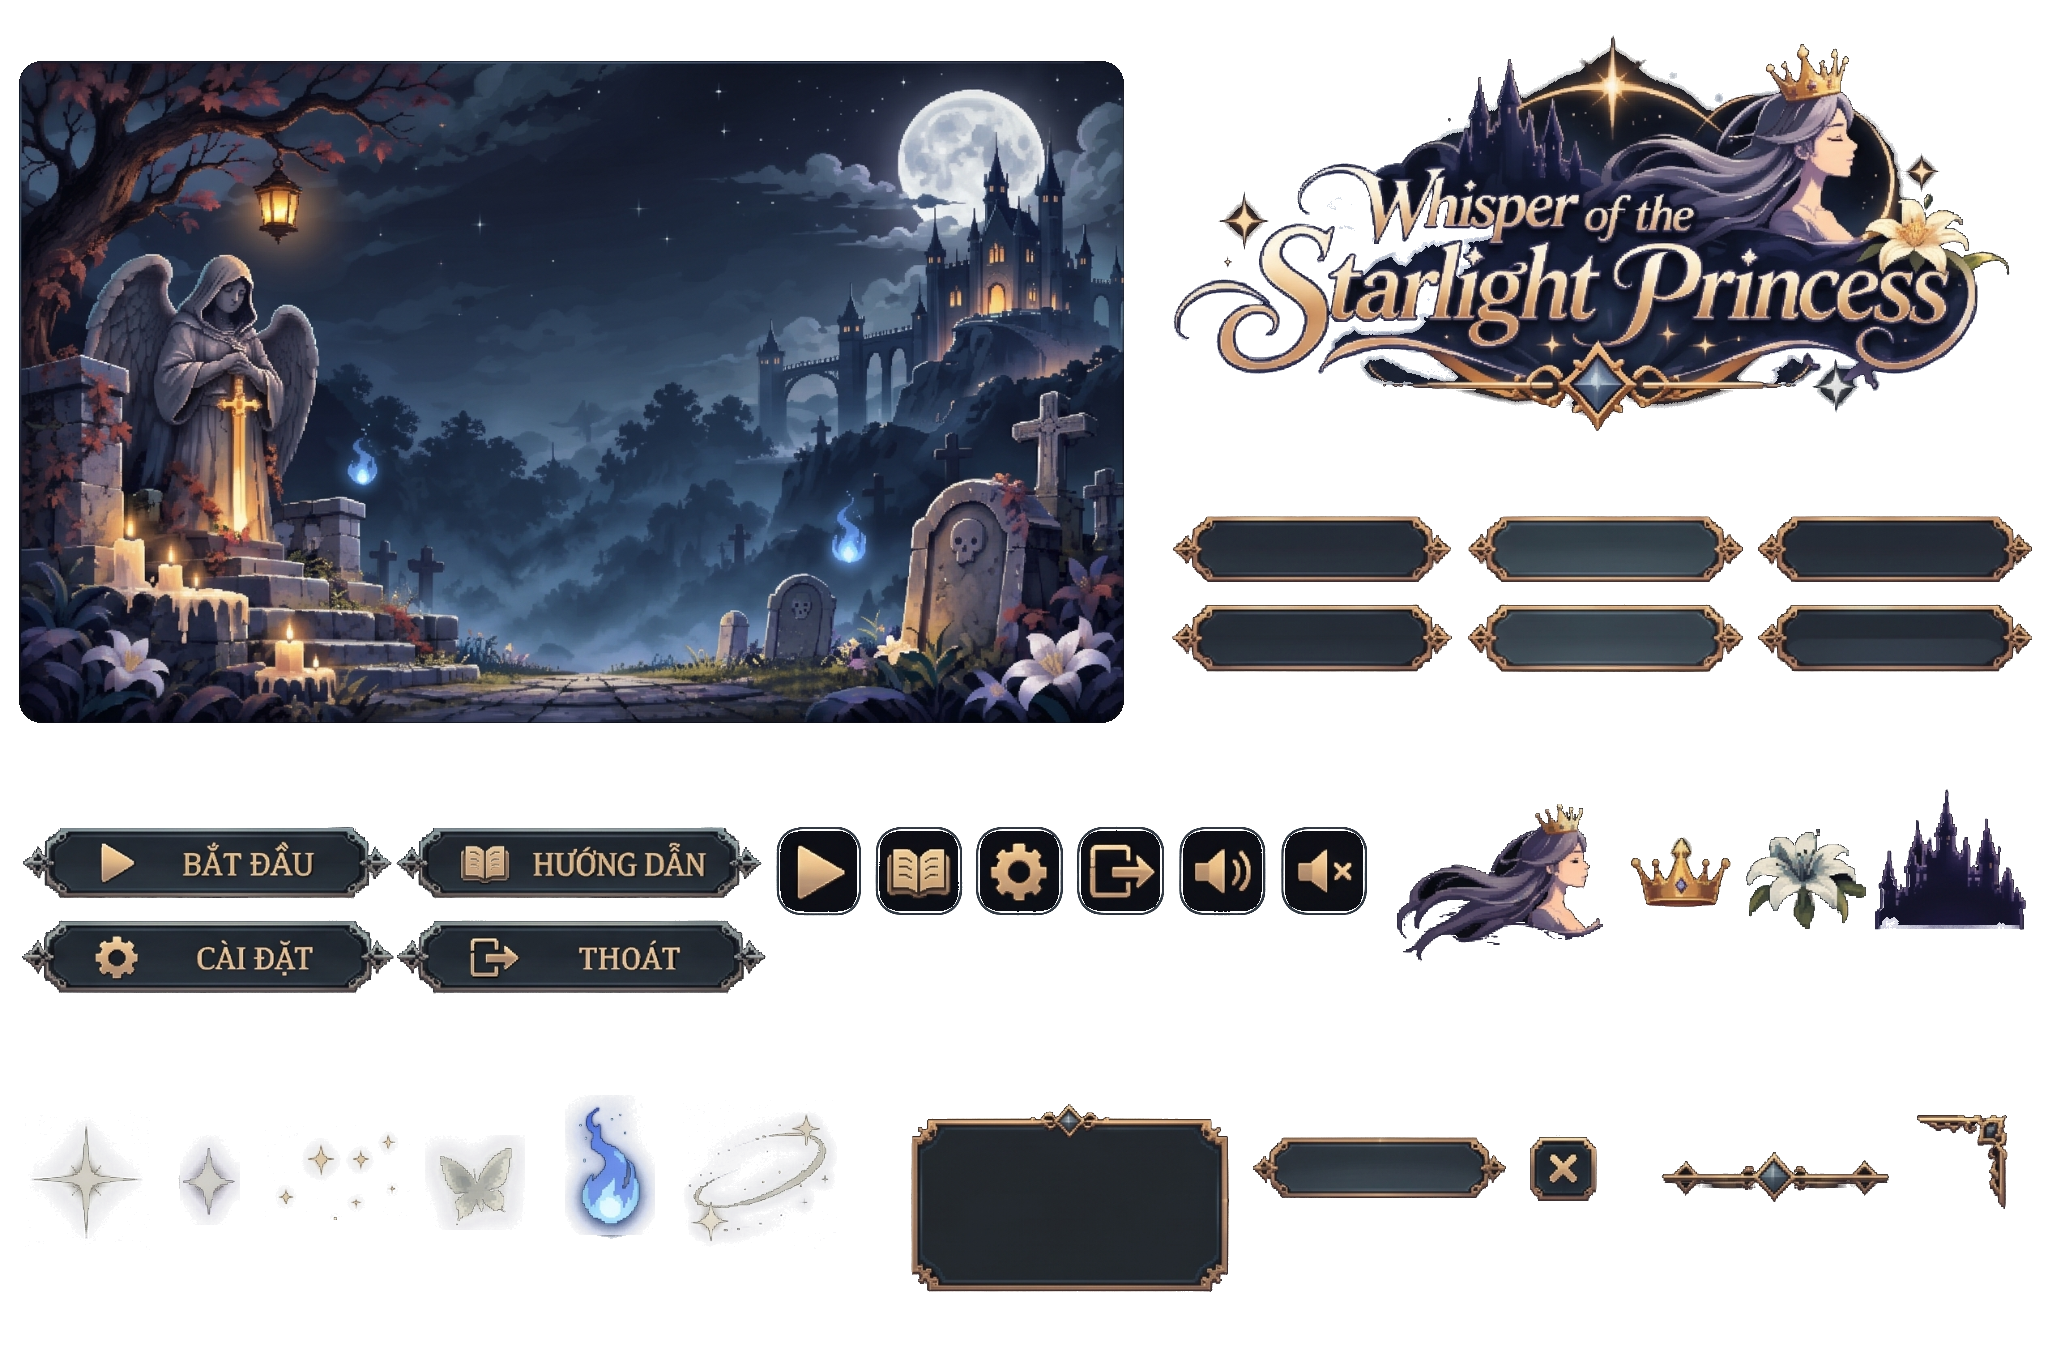 Whisper of the
Starlight Princess
BẮT ĐẦU
HƯỚNG DẪN
CÀI ĐẶT
THOÁT